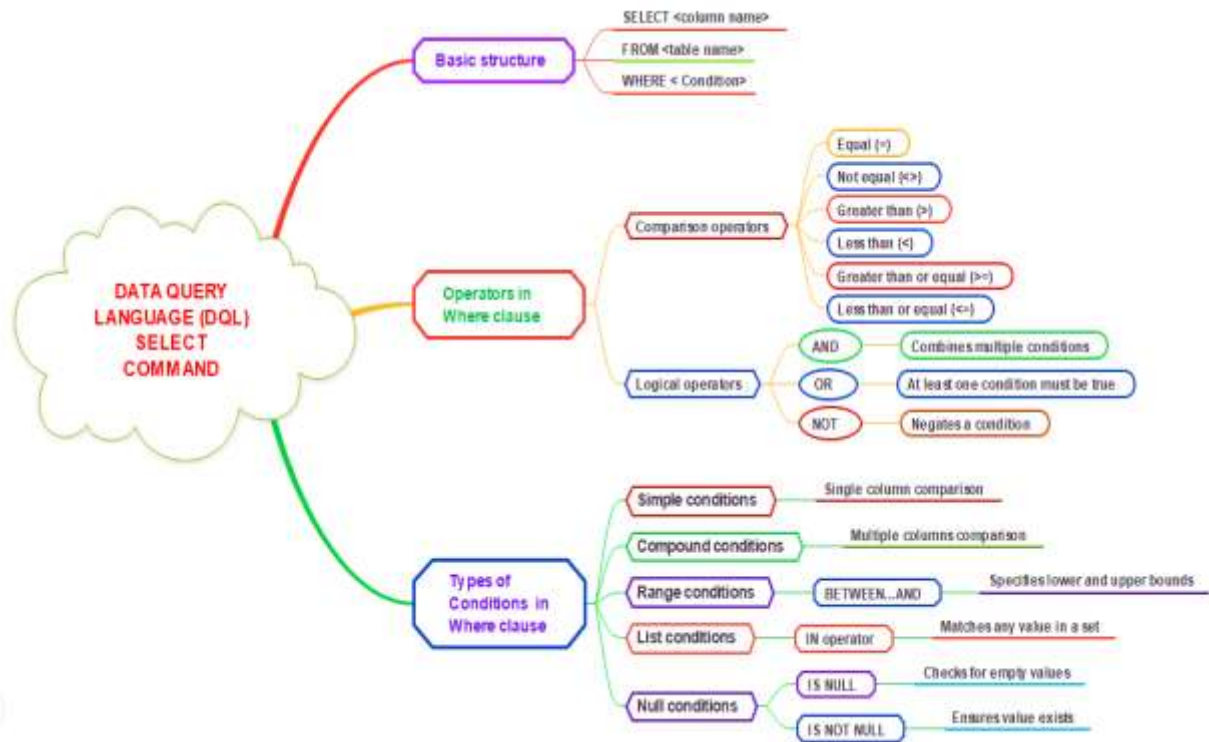 SELECT <column name>
FROM <table name>
WHERE < Condition>
Basic structure
DATA QUERY
LANGUAGE (DQL)
SELECT
COMMAND
Operators in
Where clause
Comparison operators
Equal (=)
Not equal (<>)
Greater than (>)
Less than (<)
Greater than or equal (>=)
Less than or equal (<=)
Logical operators
AND
Combines multiple conditions
OR
At least one condition must be true
NOT
Negates a condition
Types of
Conditions in
Where clause
Simple conditions
Single column comparison
Compound conditions
Multiple columns comparison
Range conditions
BETWEEN...AND
Specifies lower and upper bounds
List conditions
IN operator
Matches any value in a set
Null conditions
IS NULL
Checks for empty values
IS NOT NULL
Ensures value exists